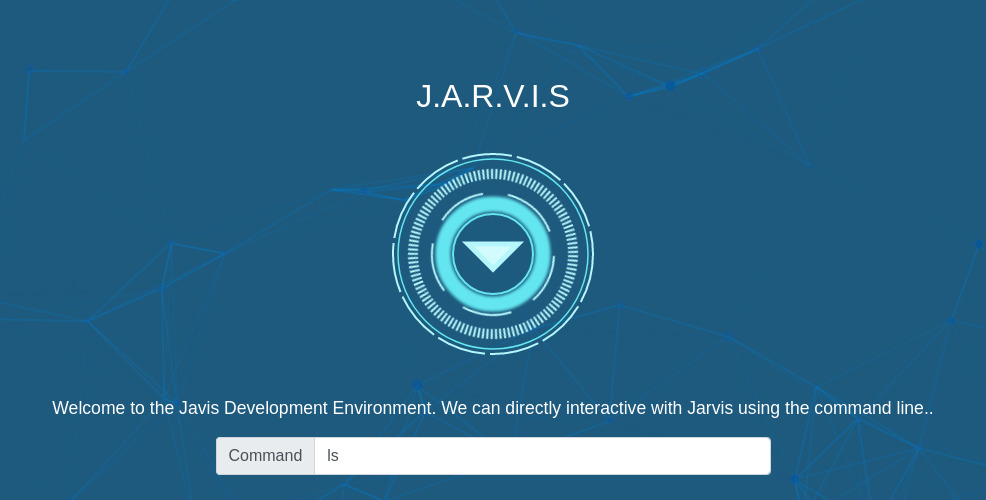 J.A.R.V.I.S
Welcome to the Javis Development Environment. We can directly interactive with Jarvis using the command line..
Command ls